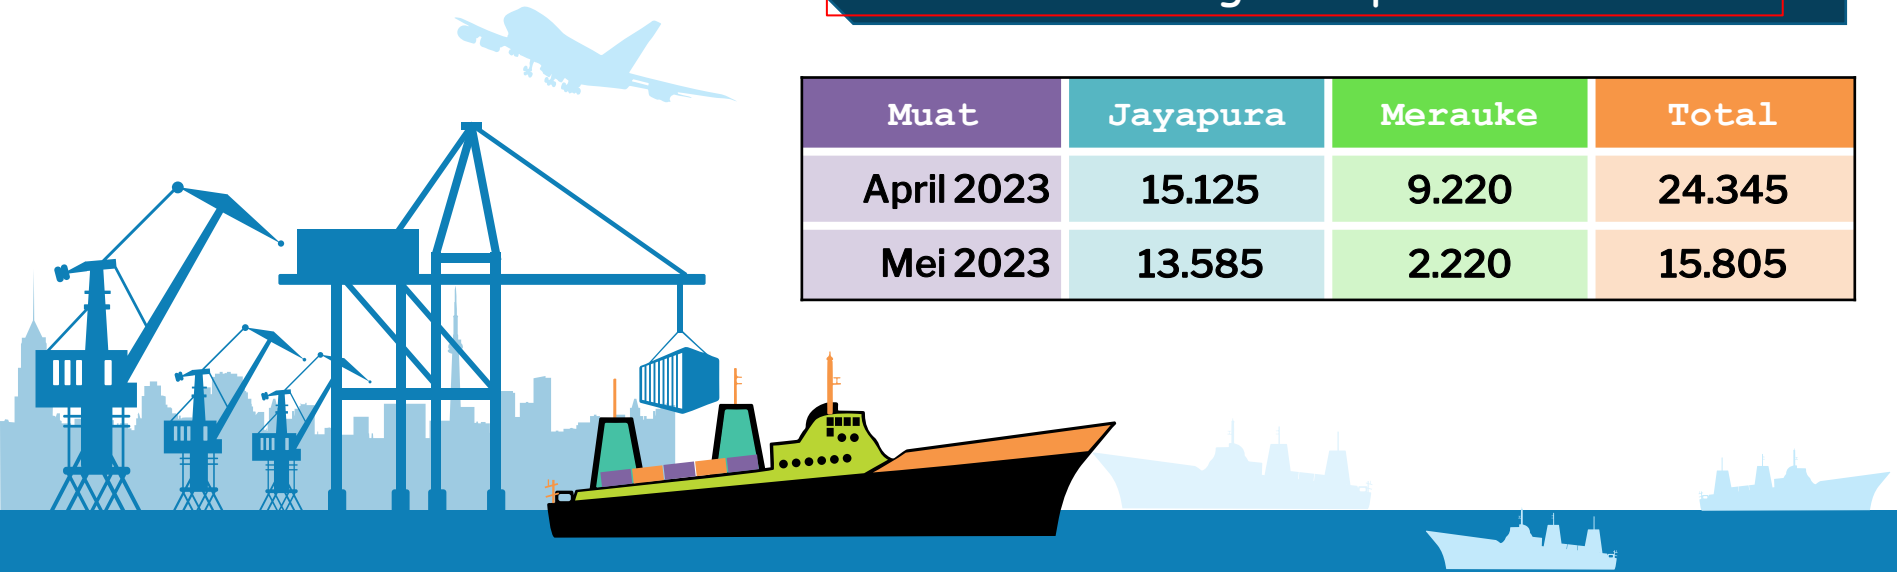 Muat Jayapura Merauke Total
April 2023 15.125 9.220 24.345
Mei 2023 13.585 2.220 15.805